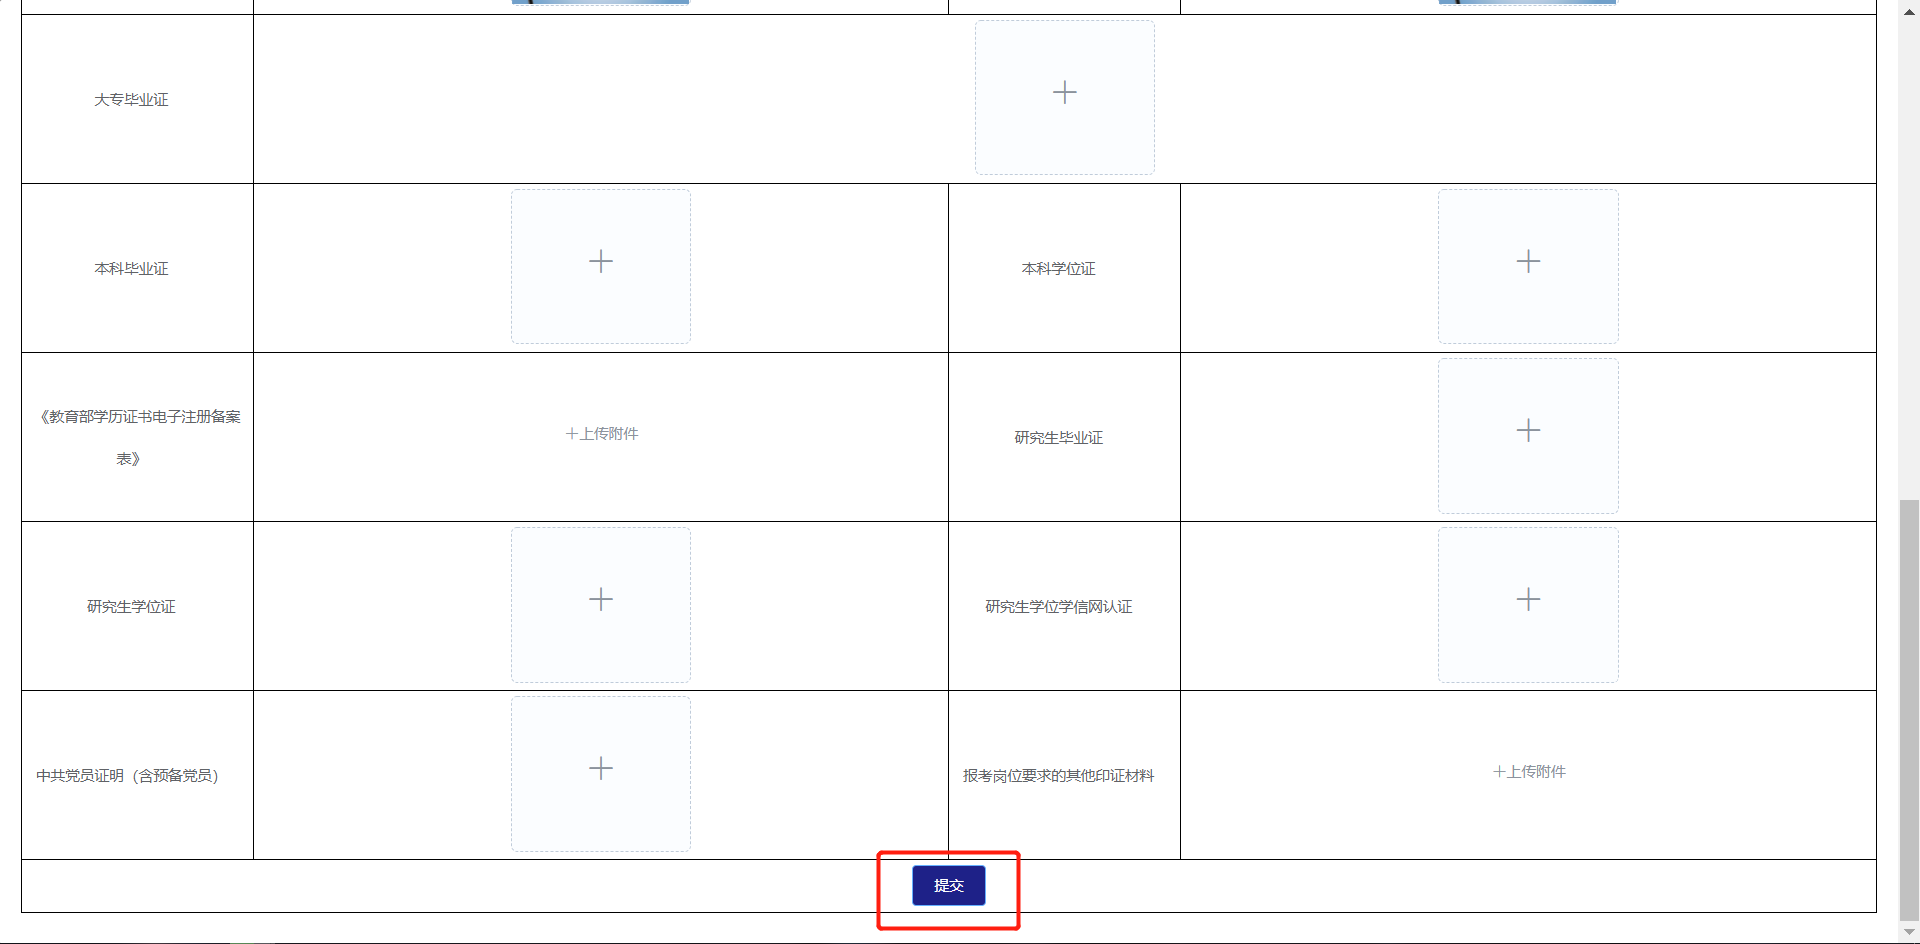 大专毕业证
本科毕业证
本科学位证
《教育部学历证书电子注册备案
表》
+上传附件
研究生毕业证
研究生学位证
研究生学位学信网认证
中共党员证明（含预备党员）
报考岗位要求的其他印证材料
+上传附件
提交